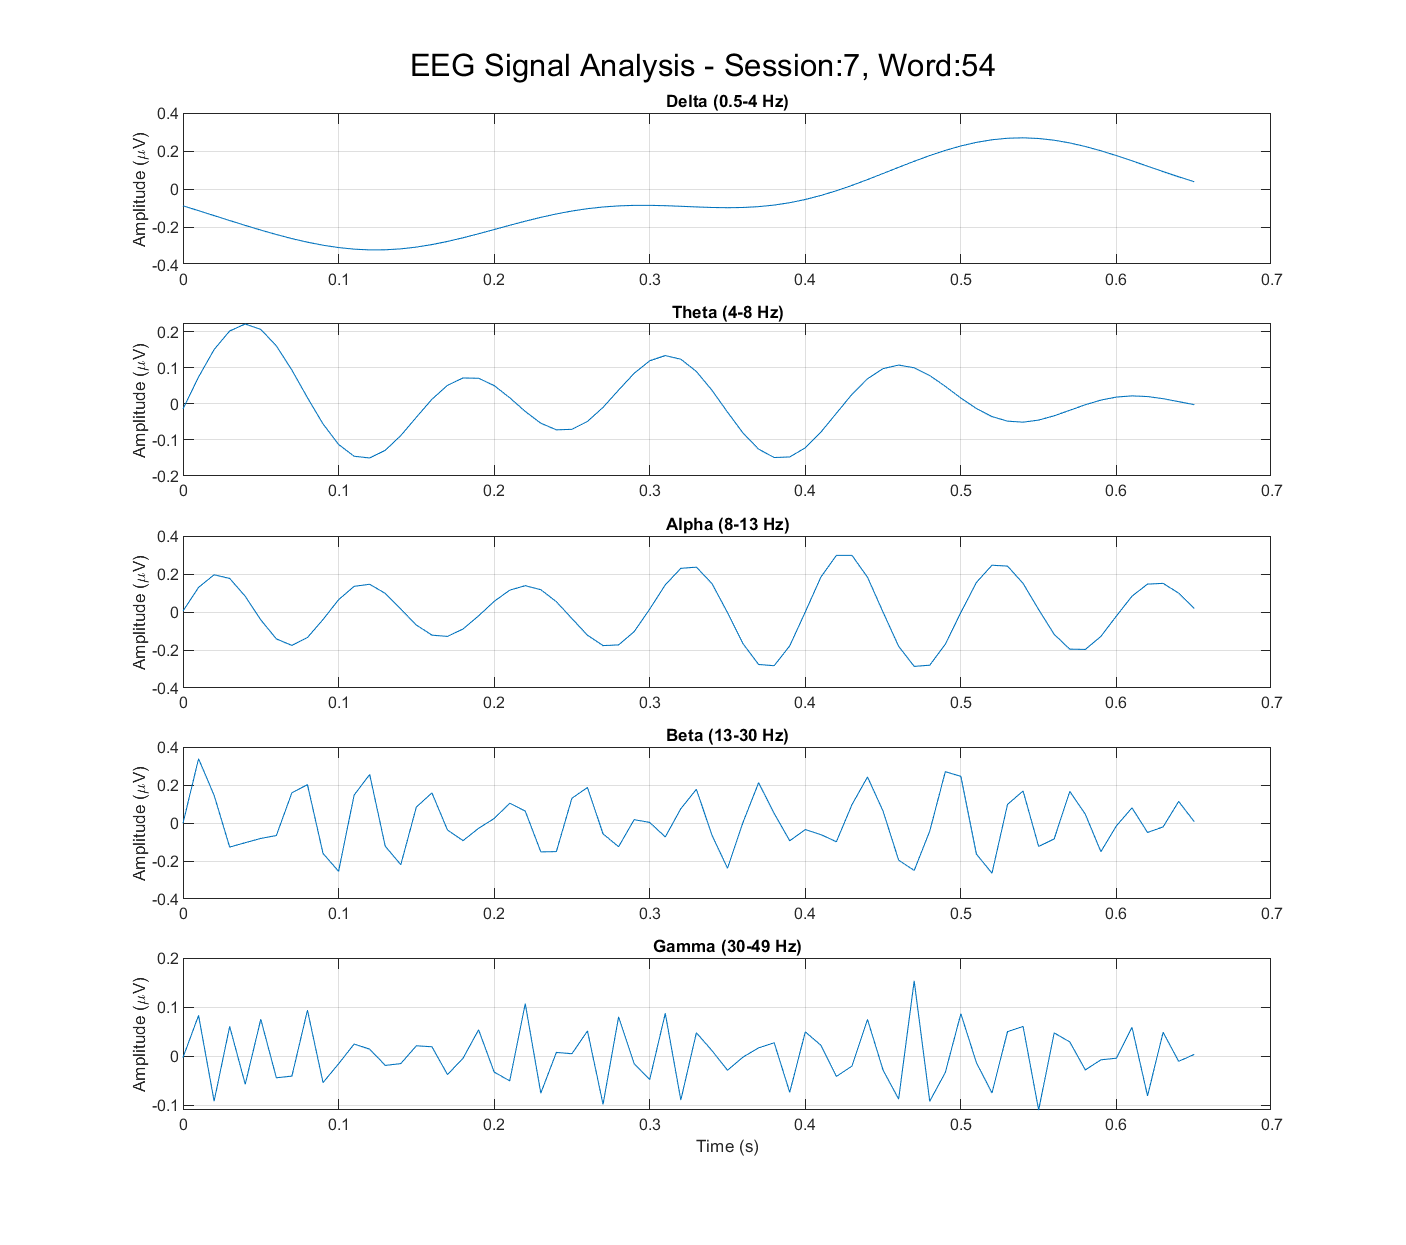 EEG Signal Analysis - Session:7, Word:54
Delta (0.5-4 Hz)
Amplitude (μV)
0.4
0.2
0
-0.2
-0.4
0 0.1 0.2 0.3 0.4 0.5 0.6 0.7
Theta (4-8 Hz)
Amplitude (μV)
0.2
0.1
0
-0.1
-0.2
0 0.1 0.2 0.3 0.4 0.5 0.6 0.7
Alpha (8-13 Hz)
Amplitude (μV)
0.4
0.2
0
-0.2
-0.4
0 0.1 0.2 0.3 0.4 0.5 0.6 0.7
Beta (13-30 Hz)
Amplitude (μV)
0.4
0.2
0
-0.2
-0.4
0 0.1 0.2 0.3 0.4 0.5 0.6 0.7
Gamma (30-49 Hz)
Amplitude (μV)
0.2
0.1
0
-0.1
0 0.1 0.2 0.3 0.4 0.5 0.6 0.7
Time (s)